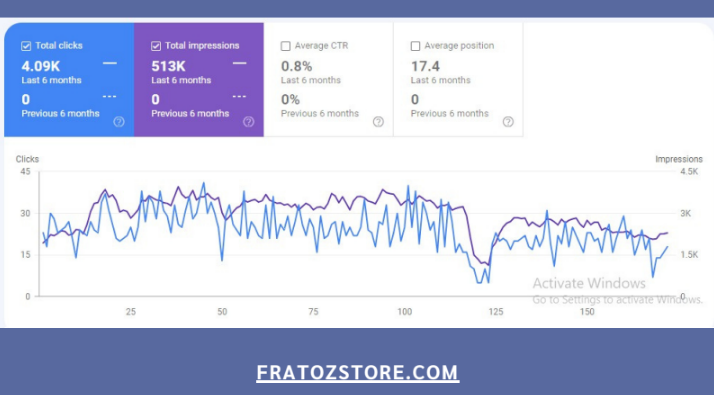 Total clicks
4.09K
Last 6 months
0
Previous 6 months
Total impressions
513K
Last 6 months
0
Previous 6 months
Average CTR
0.8%
Last 6 months
0%
Previous 6 months
Average position
17.4
Last 6 months
0
Previous 6 months
Clicks
Impressions
45
4.5K
30
3K
15
1.5K
0
0
25
50
75
100
125
150
Activate Windows
Go to Settings to activate Windows.
FRATOZSTORE.COM